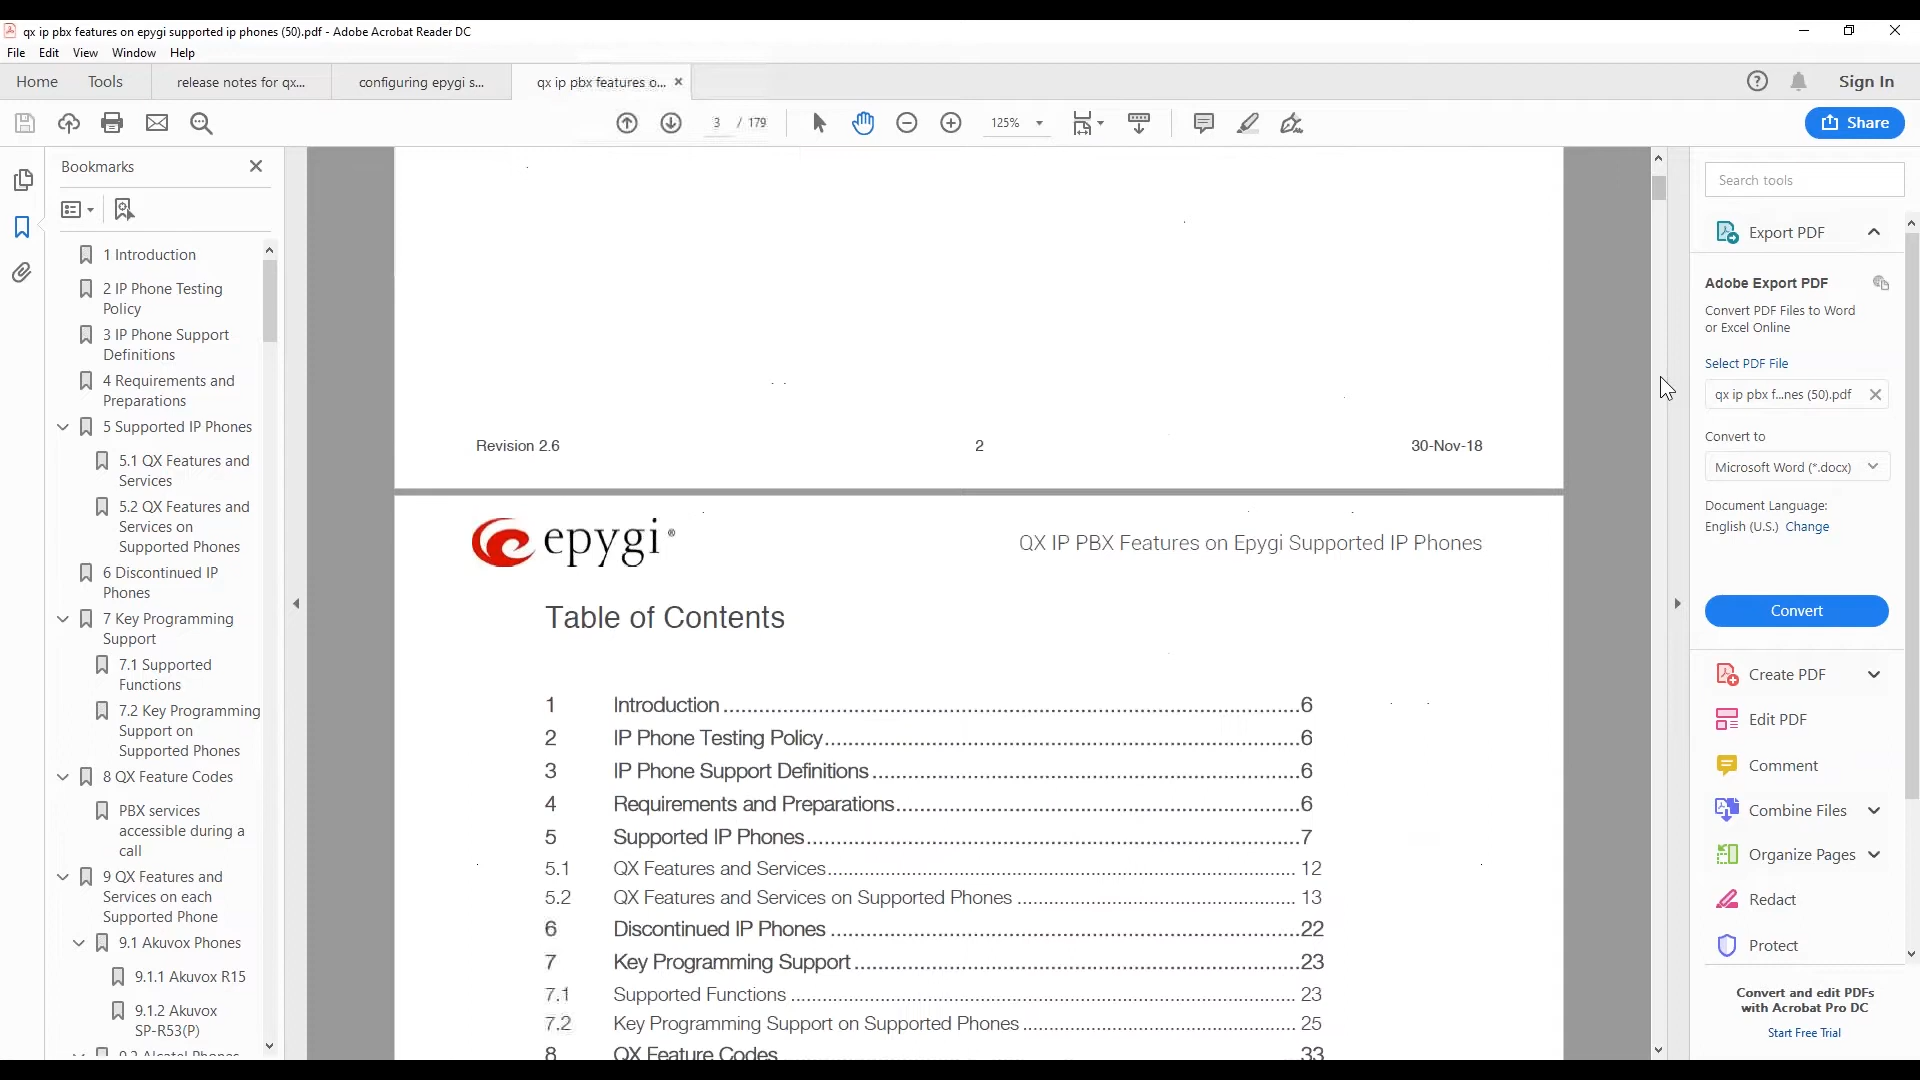 qx ip pbx features on epygi supported ip phones (50).pdf - Adobe Acrobat Reader DC
File Edit View Window Help
Home Tools release notes for qx... configuring epygi s... qx ip pbx features o... Sign In
3 / 179 125% Share
Bookmarks
1 Introduction
2 IP Phone Testing
Policy
3 IP Phone Support
Definitions
4 Requirements and
Preparations
5 Supported IP Phones
5.1 QX Features and
Services
5.2 QX Features and
Services on
Supported Phones
6 Discontinued IP
Phones
7 Key Programming
Support
7.1 Supported
Functions
7.2 Key Programming
Support on
Supported Phones
8 QX Feature Codes
PBX services
accessible during a
call
9 QX Features and
Services on each
Supported Phone
9.1 Akuvox Phones
9.1.1 Akuvox R15
9.1.2 Akuvox
SP-R53(P)
9.2 Alcatel Phones
Revision 2.6 2 30-Nov-18
epygi® QX IP PBX Features on Epygi Supported IP Phones
Table of Contents
1 Introduction 6
2 IP Phone Testing Policy 6
3 IP Phone Support Definitions 6
4 Requirements and Preparations 6
5 Supported IP Phones 7
5.1 QX Features and Services 12
5.2 QX Features and Services on Supported Phones 13
6 Discontinued IP Phones 22
7 Key Programming Support 23
7.1 Supported Functions 23
7.2 Key Programming Support on Supported Phones 25
8 QX Feature Codes 33
Search tools
Export PDF
Adobe Export PDF
Convert PDF Files to Word
or Excel Online
Select PDF File
qx ip pbx f...nes (50).pdf
Convert to
Microsoft Word (*.docx)
Document Language:
English (U.S.) Change
Convert
Create PDF
Edit PDF
Comment
Combine Files
Organize Pages
Redact
Protect
Convert and edit PDFs
with Acrobat Pro DC
Start Free Trial